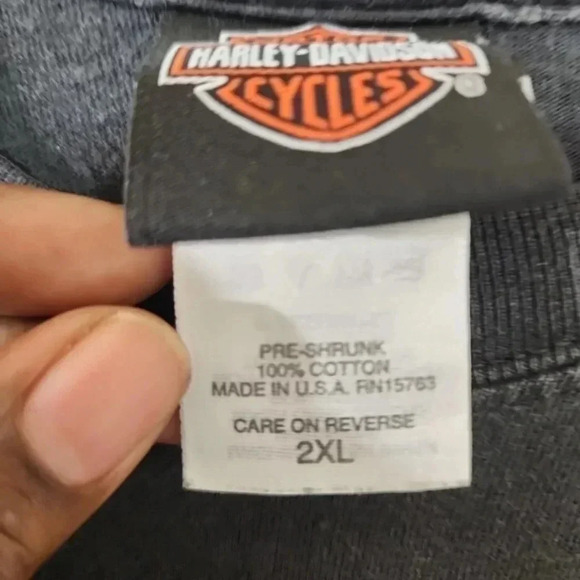 HARLEY-DAVIDSON
CYCLES
®
PRE-SHRUNK
100% COTTON
MADE IN U.S.A. RN15763
CARE ON REVERSE
2XL